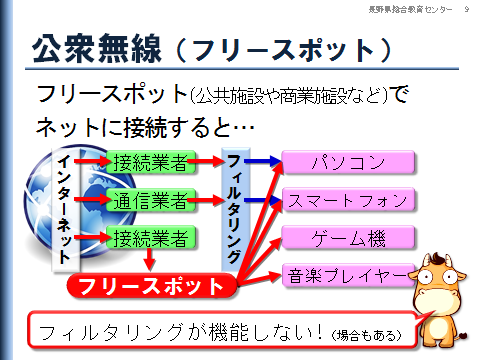 長野県総合教育センター 9
公衆無線（フリースポット）
フリースポット(公共施設や商業施設など)で
ネットに接続すると…
インターネット
接続業者
通信業者
接続業者
フィルタリング
パソコン
スマートフォン
ゲーム機
音楽プレイヤー
フリースポット
フィルタリングが機能しない！（場合もある）